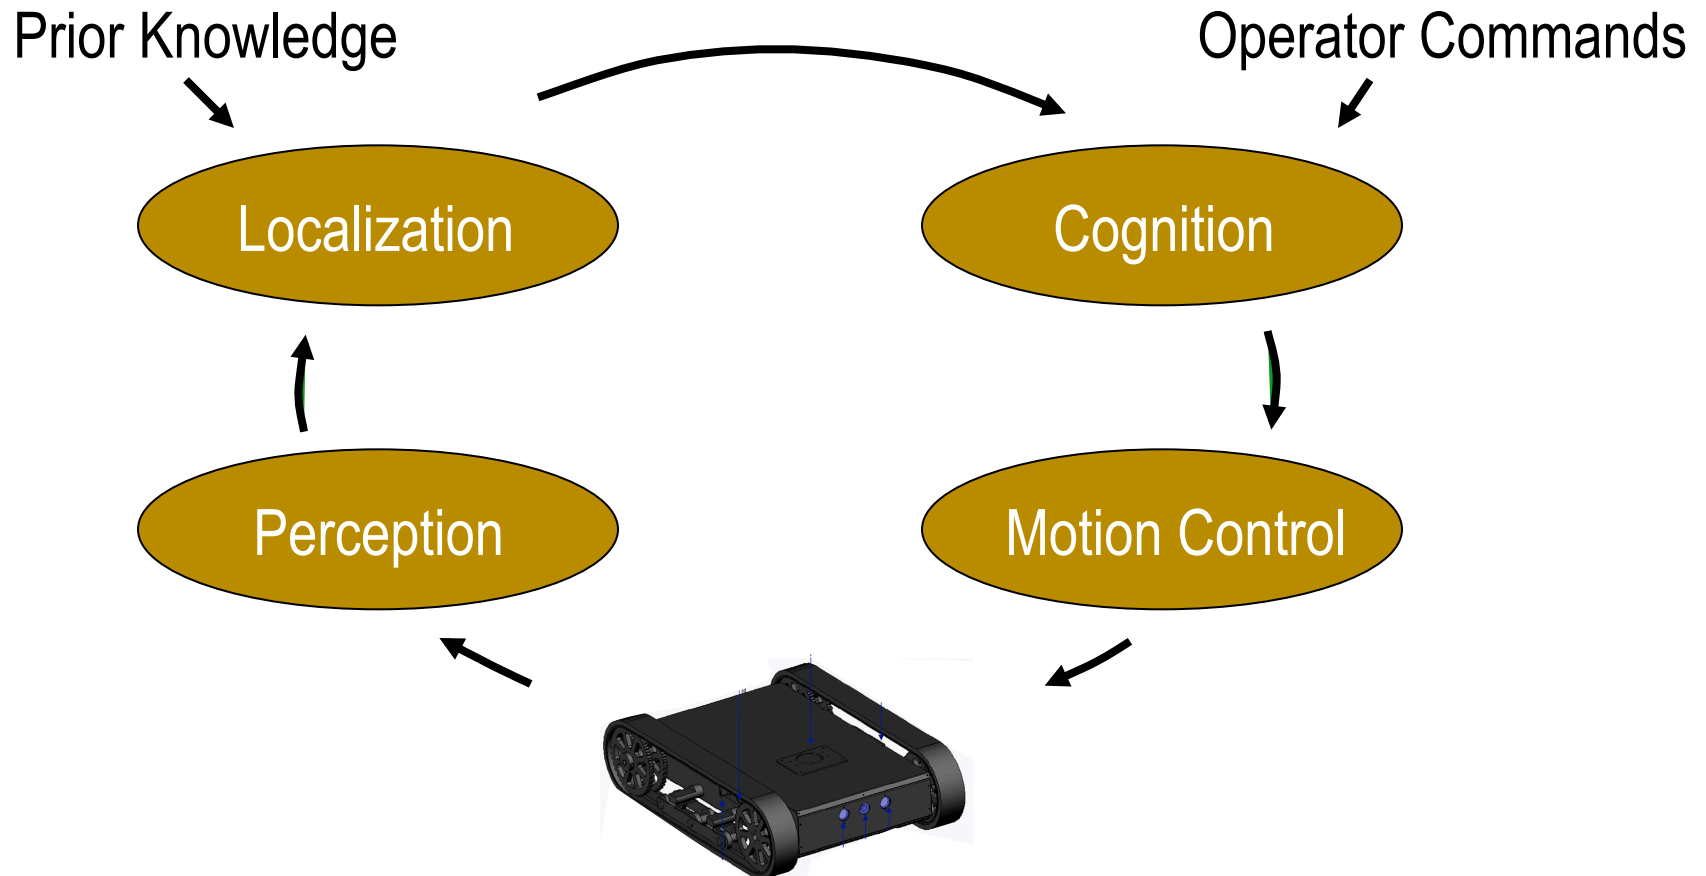 Prior Knowledge
Operator Commands
Localization
Cognition
Perception
Motion Control